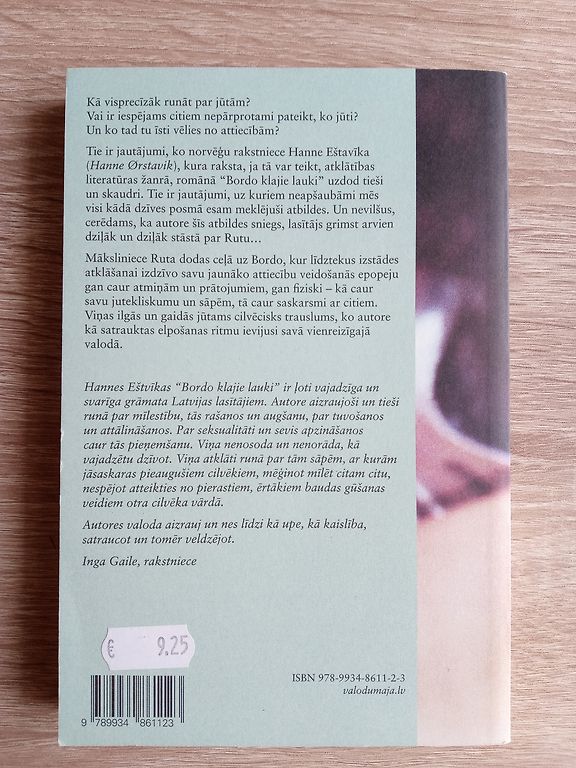 Kā visprecīzāk runāt par jūtām?
Vai ir iespējams citiem nepārprotami pateikt, ko jūti?
Un ko tad tu īsti vēlies no attiecībām?
Tie ir jautājumi, ko norvēģu rakstniece Hanne Eštavīka
(Hanne Ørstavik), kura raksta, ja tā var teikt, atklātības
literatūras žanrā, romānā “Bordo klajie lauki” uzdod tieši
un skaudri. Tie ir jautājumi, uz kuriem neapšaubāmi mēs
visi kādā dzīves posmā esam meklējuši atbildes. Un nevilšus,
cerēdams, ka autore šīs atbildes sniegs, lasītājs grimst arvien
dziļāk un dziļāk stāstā par Rutu…
Māksliniece Ruta dodas ceļā uz Bordo, kur līdztekus izstādes
atklāšanai izdzīvo savu jaunāko attiecību veidošanās epopeju
gan caur atmiņām un prātojumiem, gan fiziski – kā caur
savu jutekliskumu un sāpēm, tā caur saskarsmi ar citiem.
Viņas ilgās un gaidās jūtams cilvēcisks trauslums, ko autore
kā satrauktas elpošanas ritmu ievijusi savā vienreizīgajā
valodā.
Hannes Eštvīkas “Bordo klajie lauki” ir ļoti vajadzīga un
svarīga grāmata Latvijas lasītājiem. Autore aizraujoši un tieši
runā par mīlestību, tās rašanos un augšanu, par tuvošanos
un attālināšanos. Par seksualitāti un sevis apzināšanos
caur tās pieņemšanu. Viņa nenosoda un nenorāda, kā
vajadzētu dzīvot. Viņa atklāti runā par tām sāpēm, ar kurām
jāsaskaras pieaugušiem cilvēkiem, mēģinot mīlēt citam citu,
nespējot atteikties no pierastiem, ērtākiem baudas gūšanas
veidiem otra cilvēka vārdā.
Autores valoda aizrauj un nes līdzi kā upe, kā kaislība,
satraucot un tomēr veldzējot.
Inga Gaile, rakstniece
€ 9.25
ISBN 978-9934-8611-2-3
valodumaja.lv
9 789934 861123